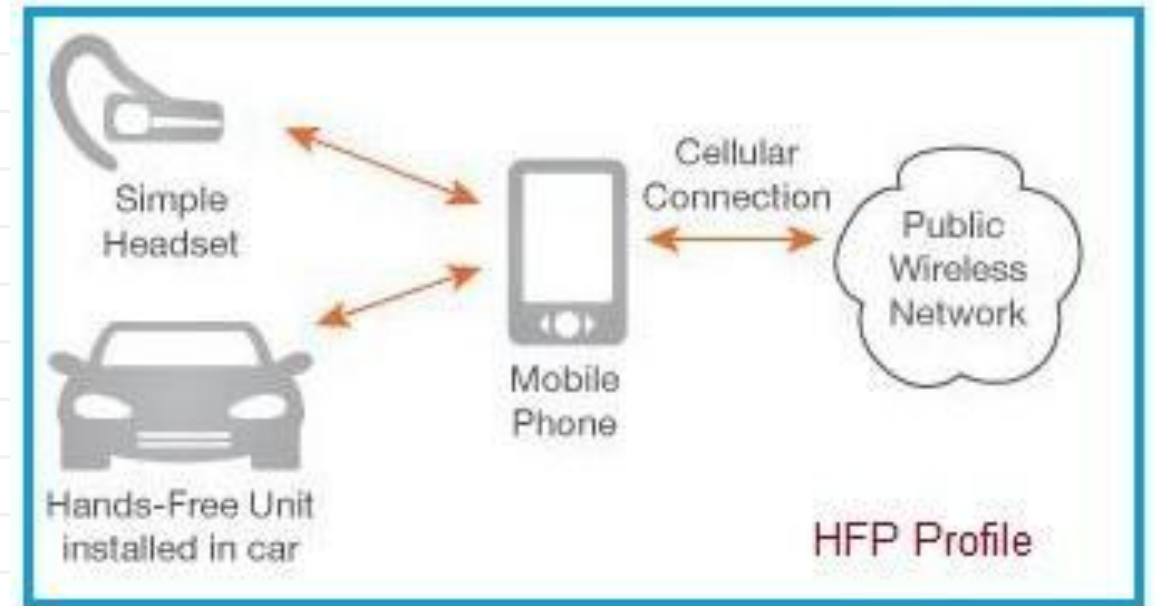 Simple
Headset
Cellular
Connection
Public
Wireless
Network
Mobile
Phone
Hands-Free Unit
installed in car
HFP Profile